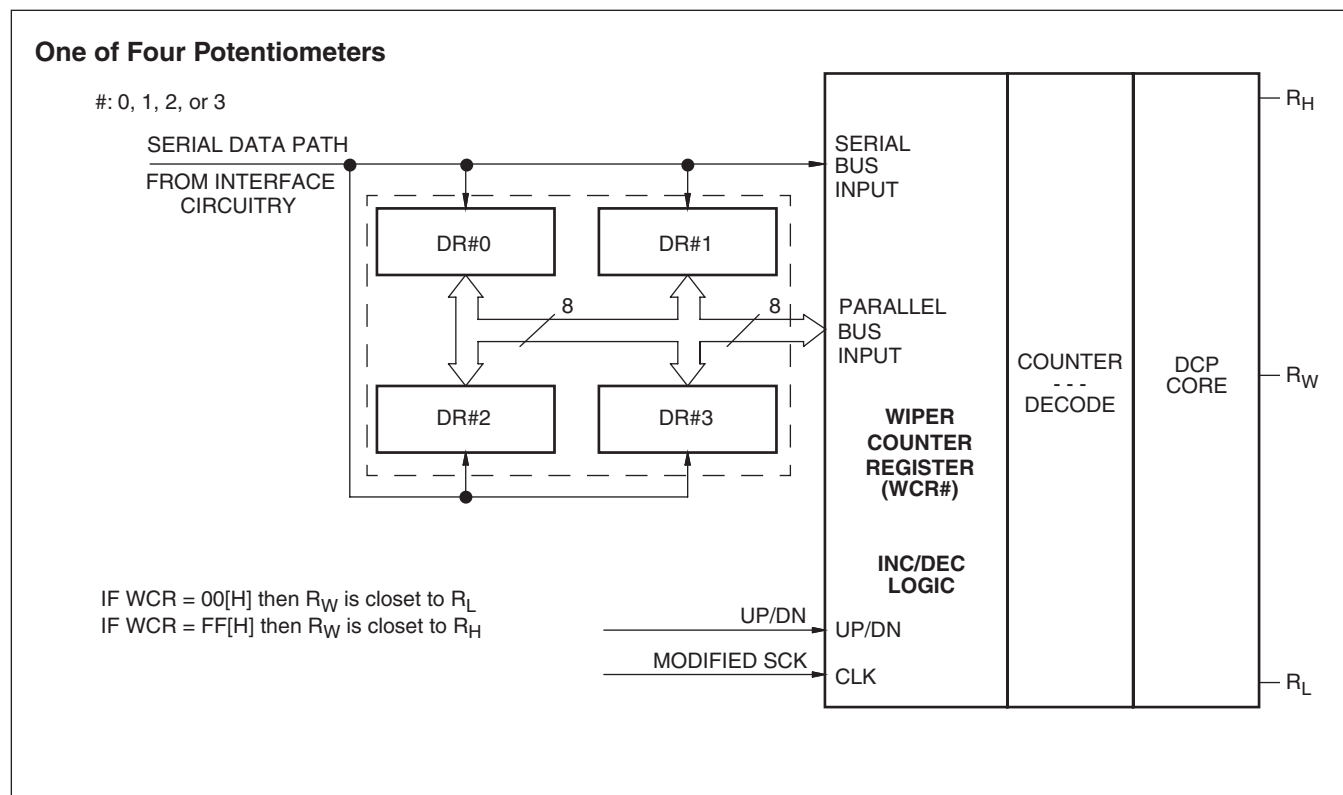 One of Four Potentiometers
#: 0, 1, 2, or 3
SERIAL DATA PATH
FROM INTERFACE
CIRCUITRY
DR#0
DR#1
8
8
DR#2
DR#3
SERIAL
BUS
INPUT
PARALLEL
BUS
INPUT
WIPER
COUNTER
REGISTER
(WCR#)
INC/DEC
LOGIC
COUNTER
- - -
DECODE
DCP
CORE
RH
RW
RL
IF WCR = 00[H] then RW is closet to RL
IF WCR = FF[H] then RW is closet to RH
UP/DN
UP/DN
MODIFIED SCK
CLK